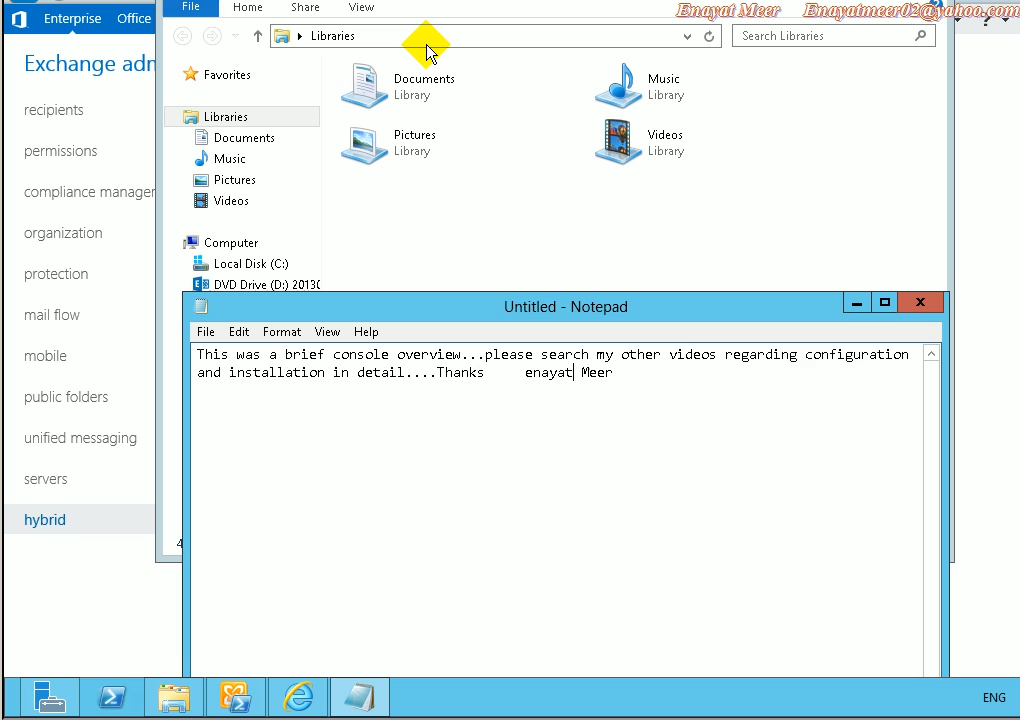 Enterprise Office
Exchange adm
recipients
permissions
compliance manager
organization
protection
mail flow
mobile
public folders
unified messaging
servers
hybrid
File Home Share View
Enayat Meer Enayatmeer02@yahoo.com
Libraries
Search Libraries
Favorites
Libraries
Documents
Music
Pictures
Videos
Computer
Local Disk (C:)
DVD Drive (D:) 2013(
Documents
Library
Music
Library
Pictures
Library
Videos
Library
4
Untitled - Notepad
File Edit Format View Help
This was a brief console overview...please search my other videos regarding configuration
and installation in detail....Thanks enayat Meer
ENG